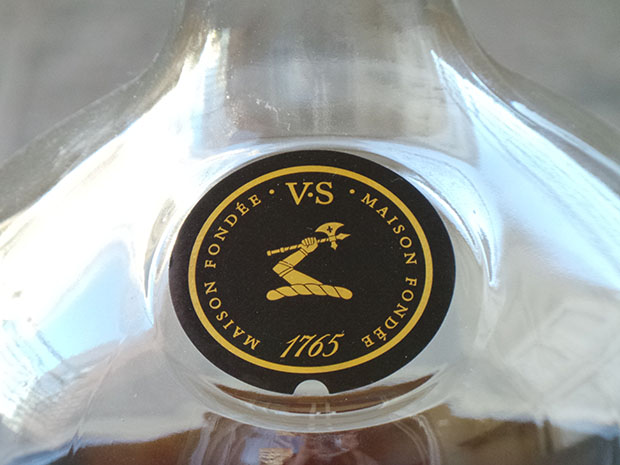 MAISON FONDÉE · V·S · MAISON FONDÉE
1765